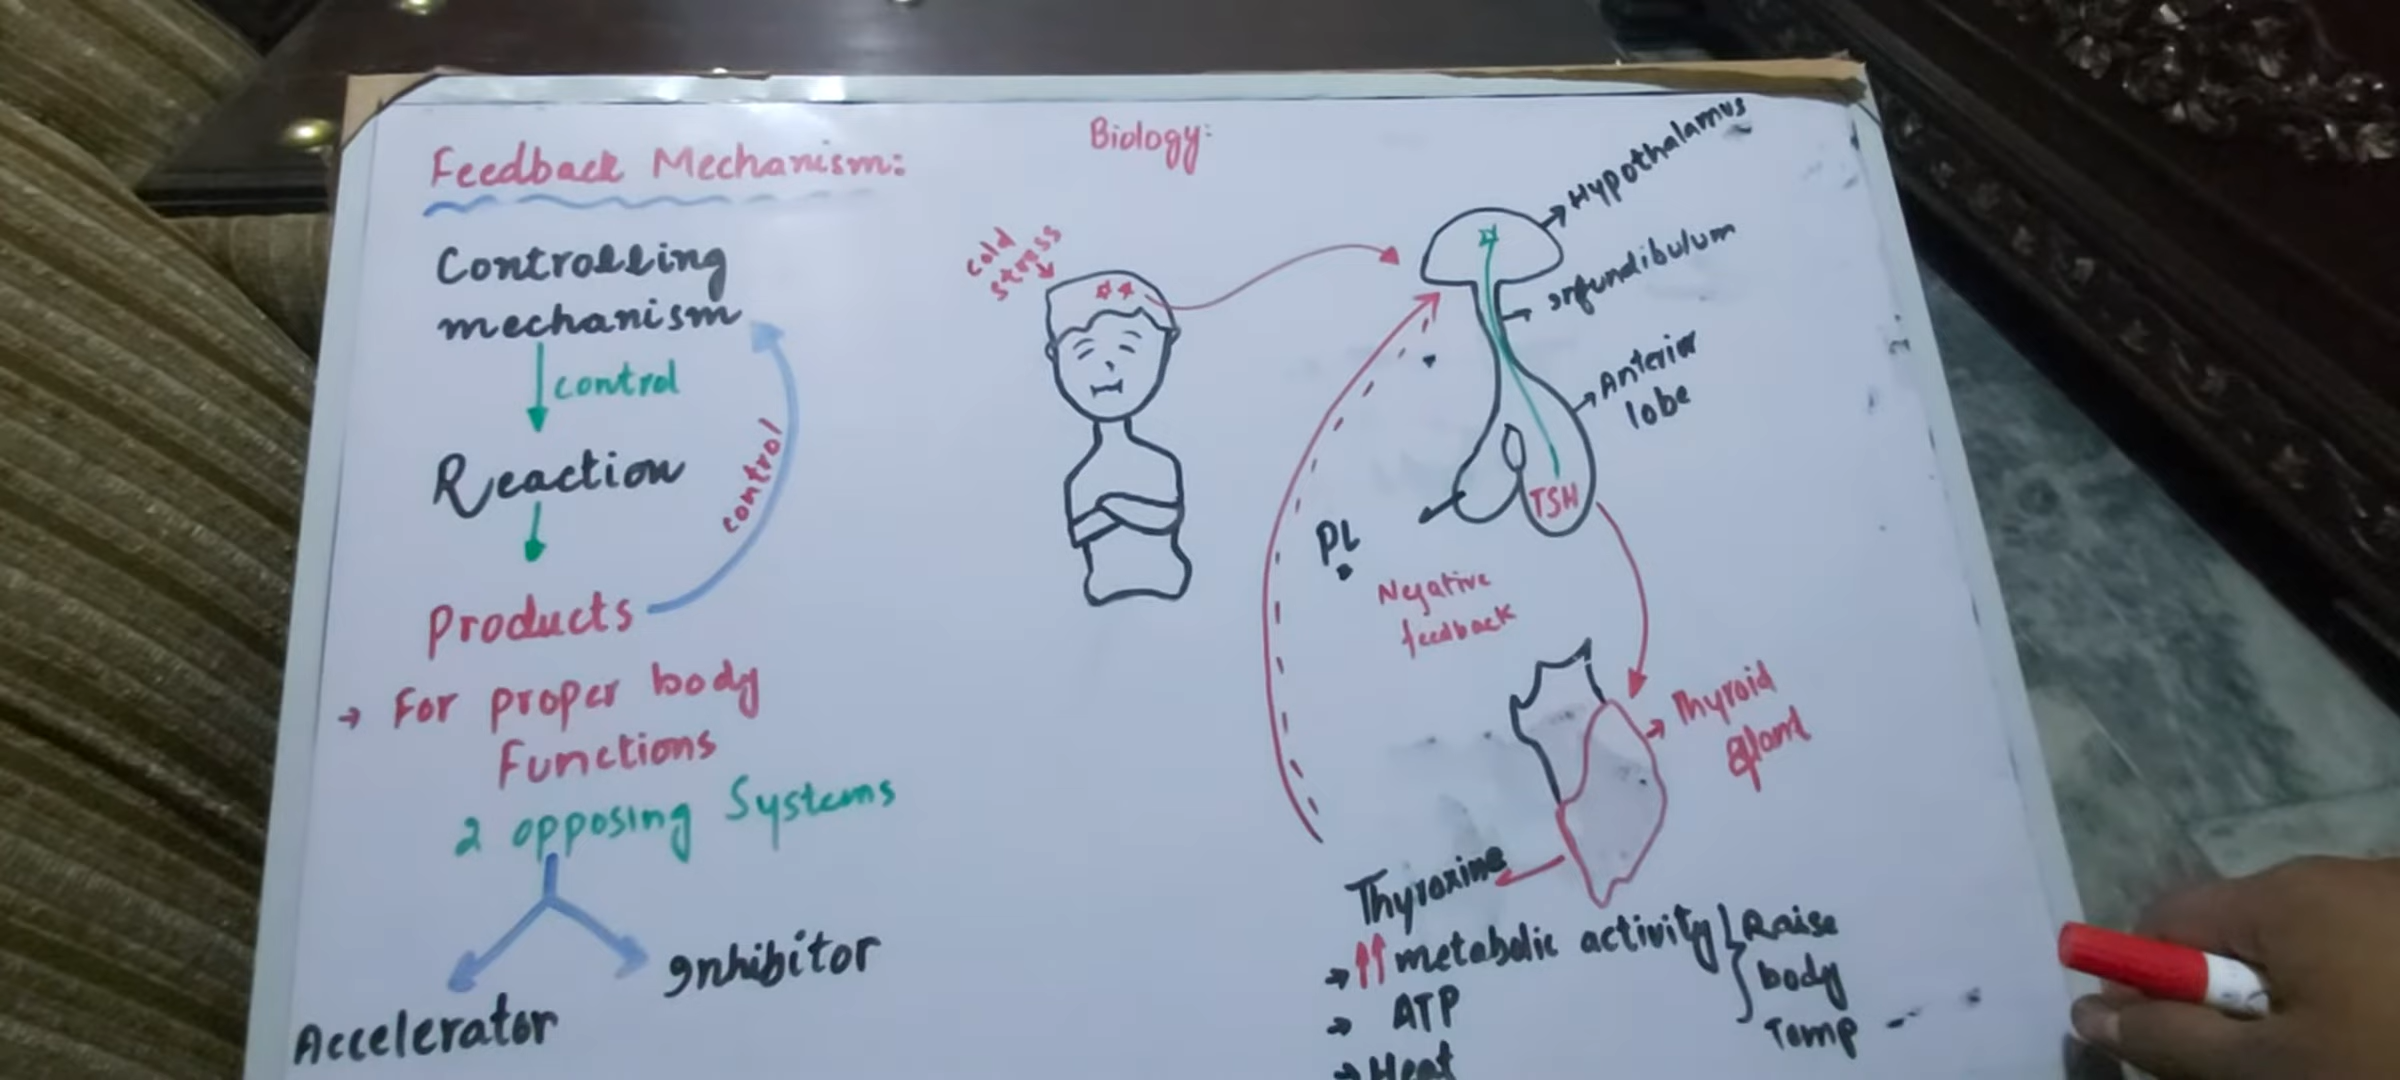 Biology:
Feedback Mechanism:
Controlling
mechanism
control
Reaction
control
Products
→ For proper body
Functions
2 opposing Systems
Accelerator
Inhibitor
cold
stress
Hypothalamus
Infundibulum
Anterior
lobe
TSH
PL
Negative
feedback
Thyroid
gland
Thyroxine
→ ↑↑ metabolic activity } Raise
body
Temp
→ ATP
→ Heat